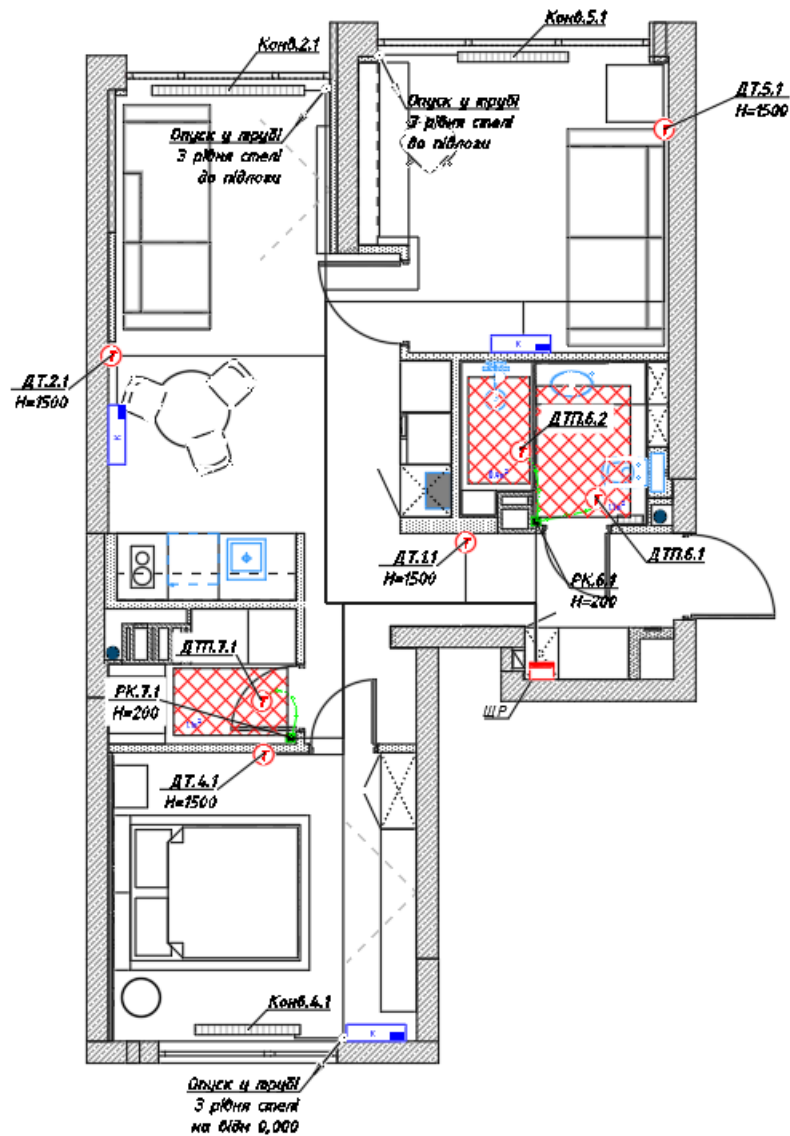 Конв.5.1
Конв.2.1
ДТ.5.1
H=1500
Опуск у трубі
З рівня стелі
до підлоги
Опуск у трубі
З рівня стелі
до підлоги
К
ДТ.2.1
H=1500
К
ДТП.6.2
ДТ.1.1
H=1500
РК.6.1
H=200
ДТП.6.1
ДТП.7.1
РК.7.1
H=200
ЩР
ДТ.4.1
H=1500
Конв.4.1
К
Опуск у трубі
З рівня стелі
на відм 0,000